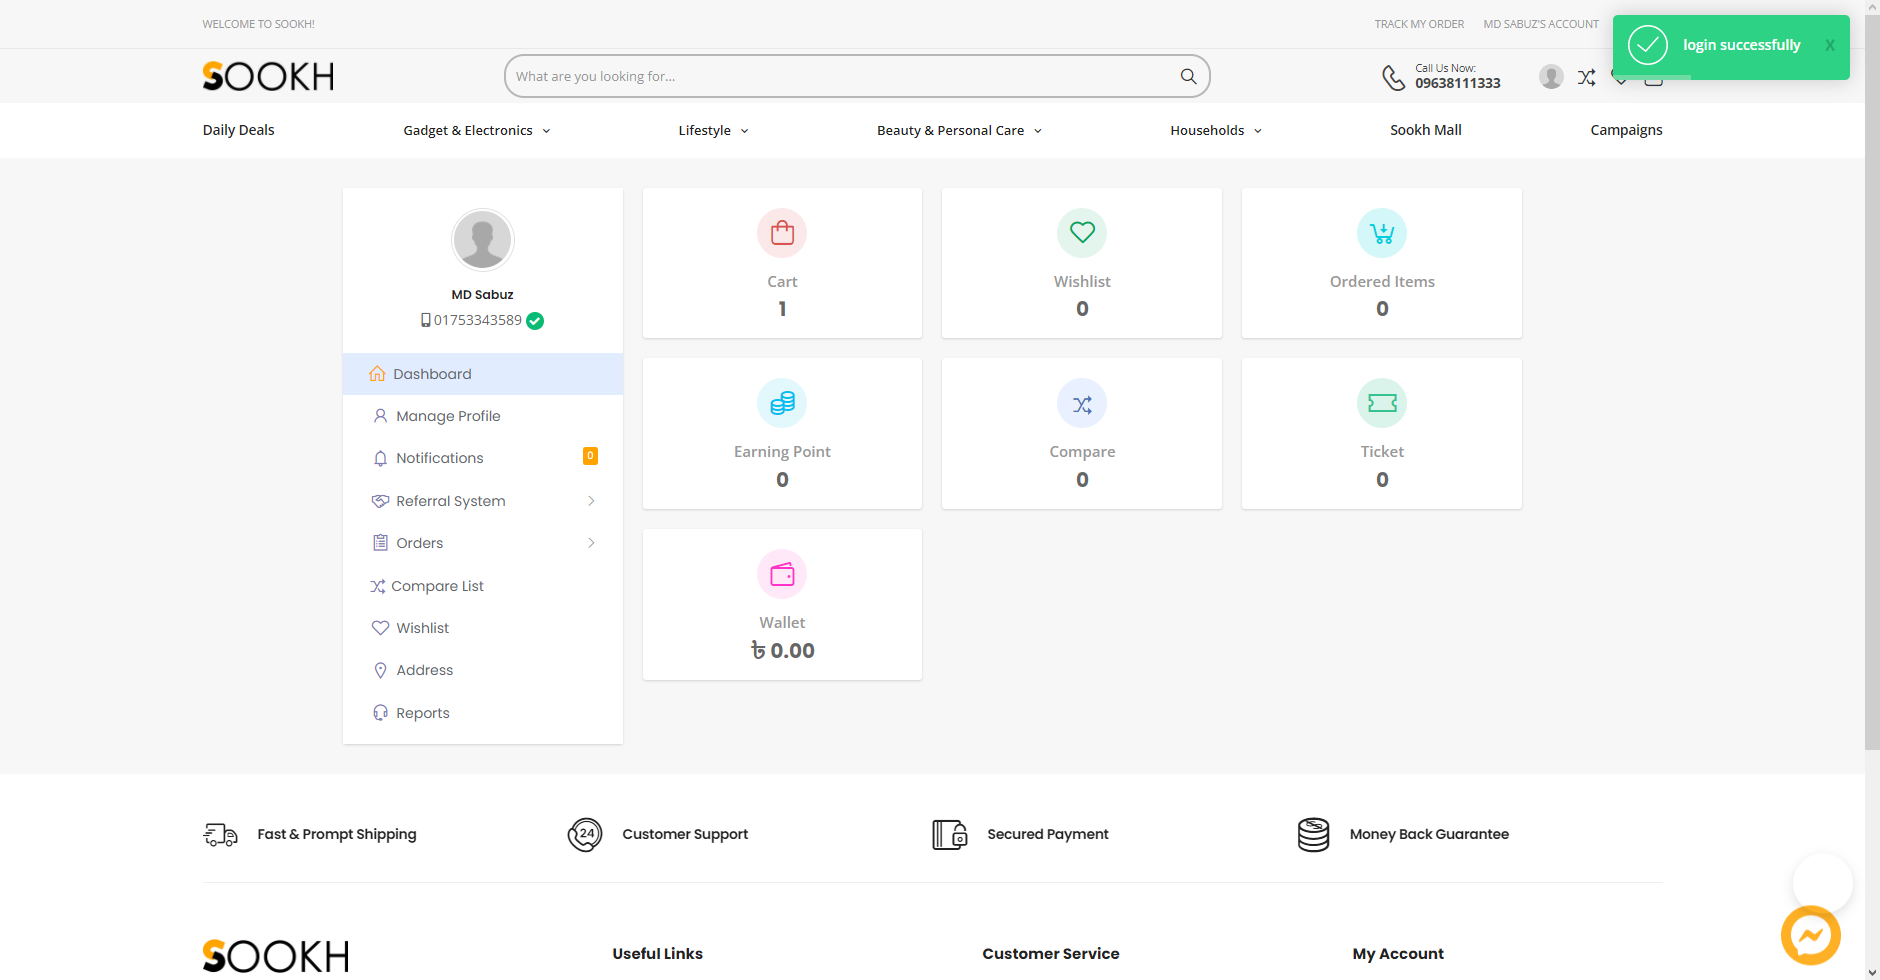 WELCOME TO SOOKH!
TRACK MY ORDER
MD SABUZ'S ACCOUNT
login successfully
X
SOOKH
What are you looking for...
Call Us Now:
09638111333
Daily Deals
Gadget & Electronics
Lifestyle
Beauty & Personal Care
Households
Sookh Mall
Campaigns
MD Sabuz
01753343589
Dashboard
Manage Profile
Notifications
0
Referral System
Orders
Compare List
Wishlist
Address
Reports
Cart
1
Wishlist
0
Ordered Items
0
Earning Point
0
Compare
0
Ticket
0
Wallet
৳ 0.00
Fast & Prompt Shipping
24
Customer Support
Secured Payment
Money Back Guarantee
SOOKH
Useful Links
Customer Service
My Account